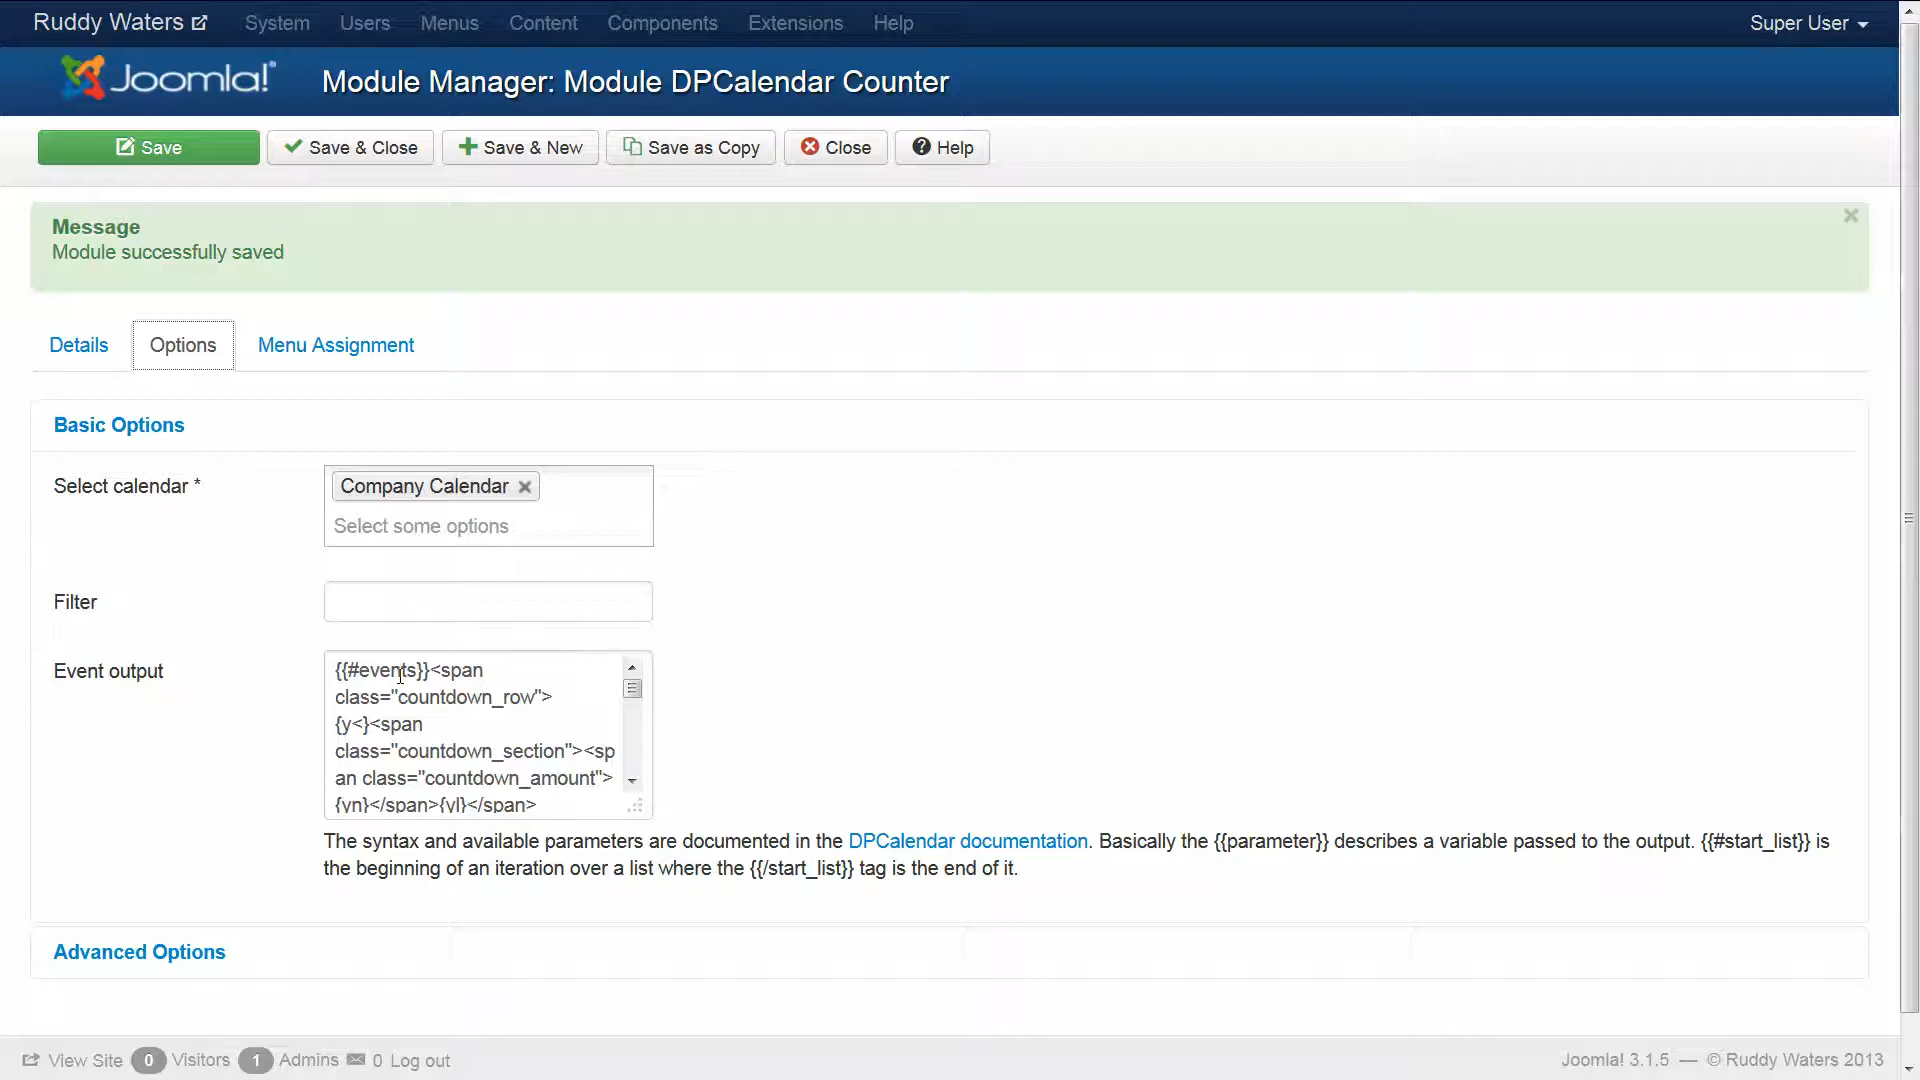 Ruddy Waters System Users Menus Content Components Extensions Help Super User
Joomla!® Module Manager: Module DPCalendar Counter
Save Save & Close Save & New Save as Copy Close Help
Message
Module successfully saved
Details Options Menu Assignment
Basic Options
Select calendar * Company Calendar
Select some options
Filter
Event output {{#events}}<span
class="countdown_row">
{y<}<span
class="countdown_section"><sp
an class="countdown_amount">
{yn}</span>{yl}</span>
The syntax and available parameters are documented in the DPCalendar documentation. Basically the {{parameter}} describes a variable passed to the output. {{#start_list}} is
the beginning of an iteration over a list where the {{/start_list}} tag is the end of it.
Advanced Options
View Site 0 Visitors 1 Admins 0 Log out Joomla! 3.1.5 — © Ruddy Waters 2013